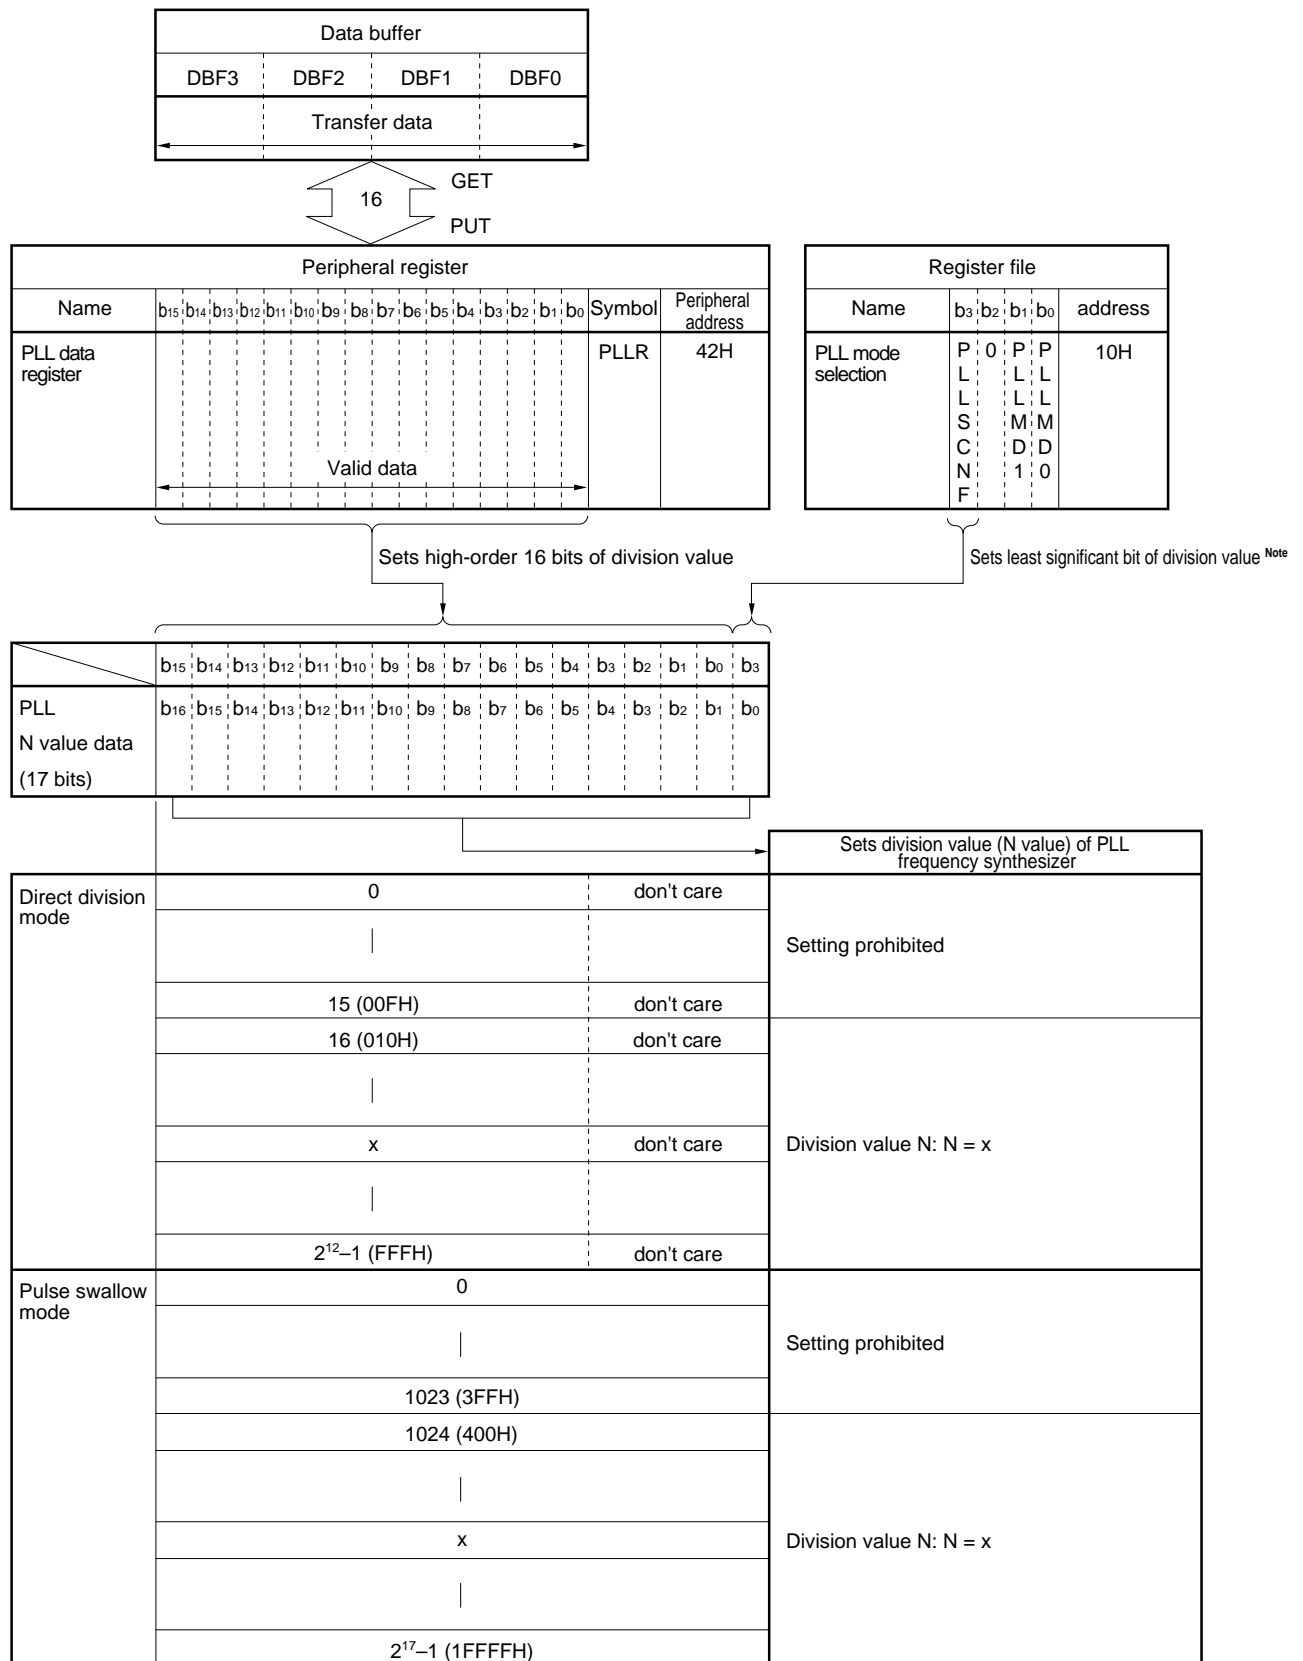 Data buffer
DBF3 DBF2 DBF1 DBF0
Transfer data
16
GET
PUT
Peripheral register
Name b15 b14 b13 b12 b11 b10 b9 b8 b7 b6 b5 b4 b3 b2 b1 b0 Symbol Peripheral address
PLL data register
PLLR 42H
Valid data
Register file
Name b3 b2 b1 b0 address
PLL mode selection
PLLSCNF 0 PLLMD1 PLLMD0 10H
Sets high-order 16 bits of division value
Sets least significant bit of division value Note
b15 b14 b13 b12 b11 b10 b9 b8 b7 b6 b5 b4 b3 b2 b1 b0 b3
PLL b16 b15 b14 b13 b12 b11 b10 b9 b8 b7 b6 b5 b4 b3 b2 b1 b0
N value data
(17 bits)
Sets division value (N value) of PLL
frequency synthesizer
Direct division
mode
0 don't care
Setting prohibited
15 (00FH) don't care
16 (010H) don't care
x don't care Division value N: N = x
2¹²–1 (FFFH) don't care
Pulse swallow
mode
0
Setting prohibited
1023 (3FFH)
1024 (400H)
x Division value N: N = x
2¹⁷–1 (1FFFFH)